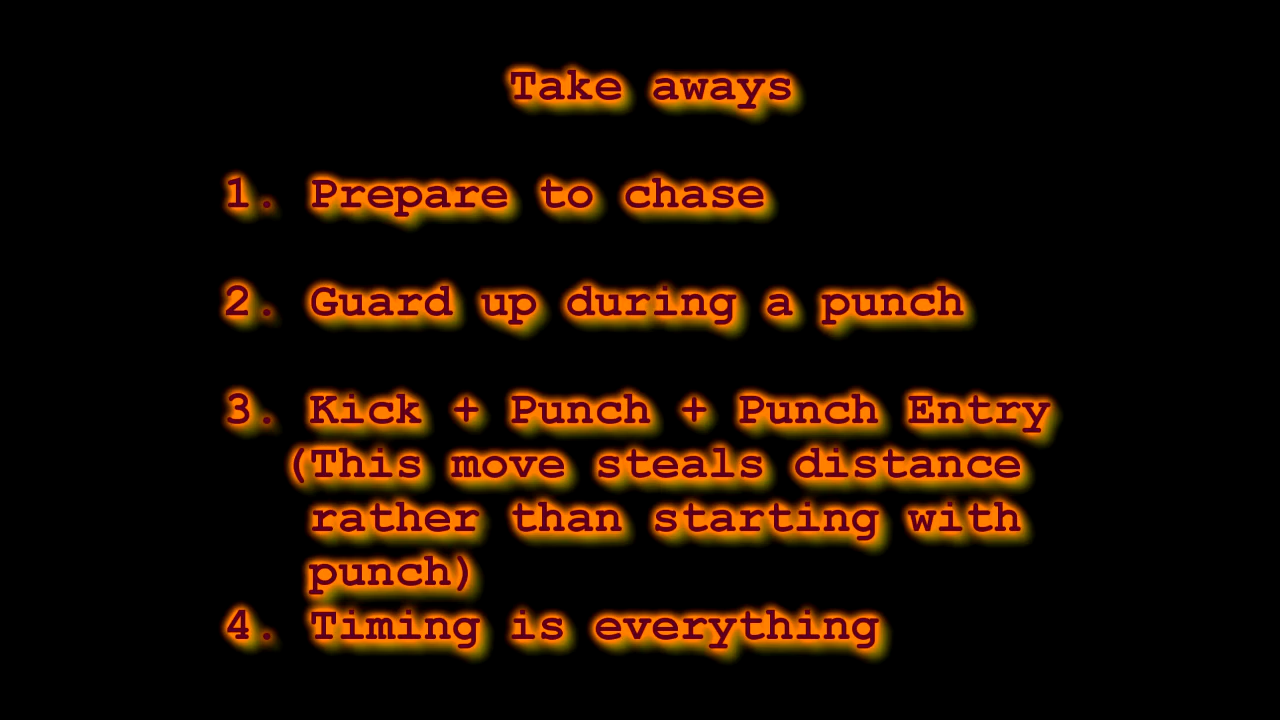 Take aways
1. Prepare to chase
2. Guard up during a punch
3. Kick + Punch + Punch Entry
(This move steals distance
rather than starting with
punch)
4. Timing is everything